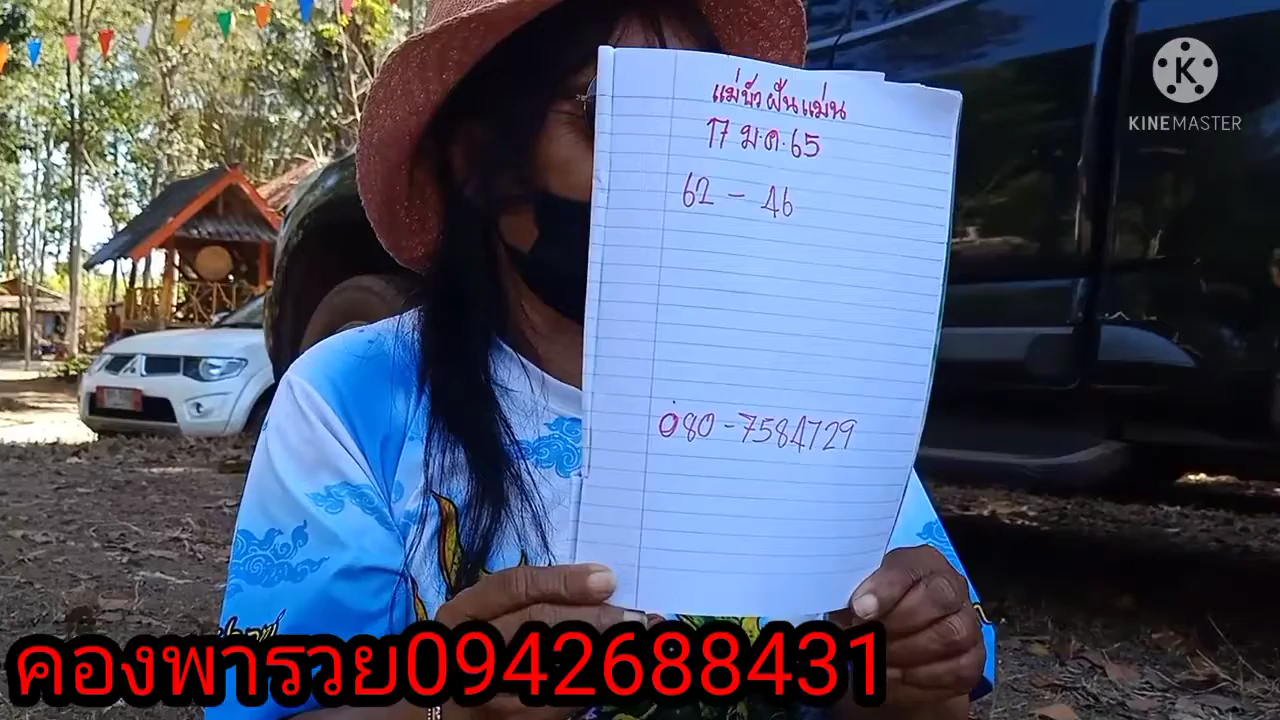 KINEMASTER
แม่บัว ฝันแม่น
17 ม.ค. 65
62 - 46
080-7584729
คองพารวย0942688431